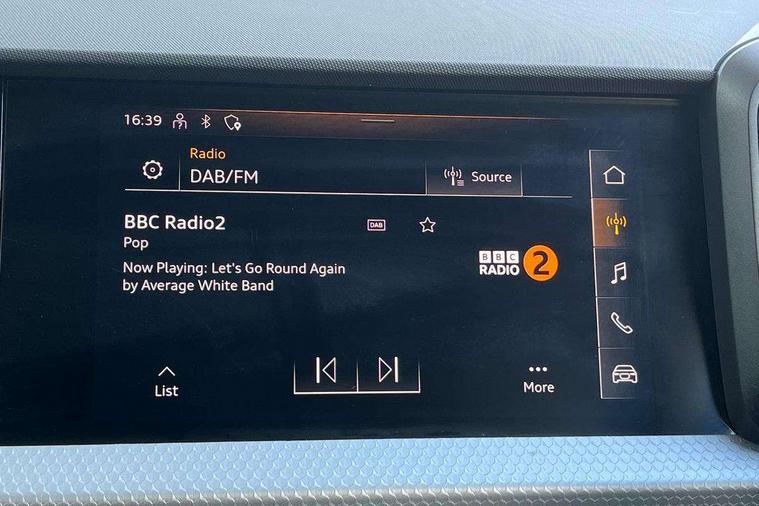 16:39
Radio
DAB/FM
Source
BBC Radio2
DAB
Pop
Now Playing: Let's Go Round Again
by Average White Band
BBC
RADIO 2
List
More